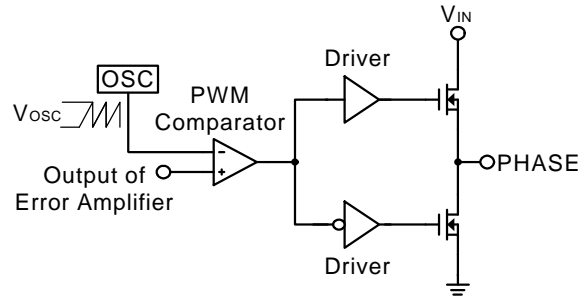 VIN
Driver
OSC
PWM
Comparator
VOSC
-
+
PHASE
Output of
Error Amplifier
Driver